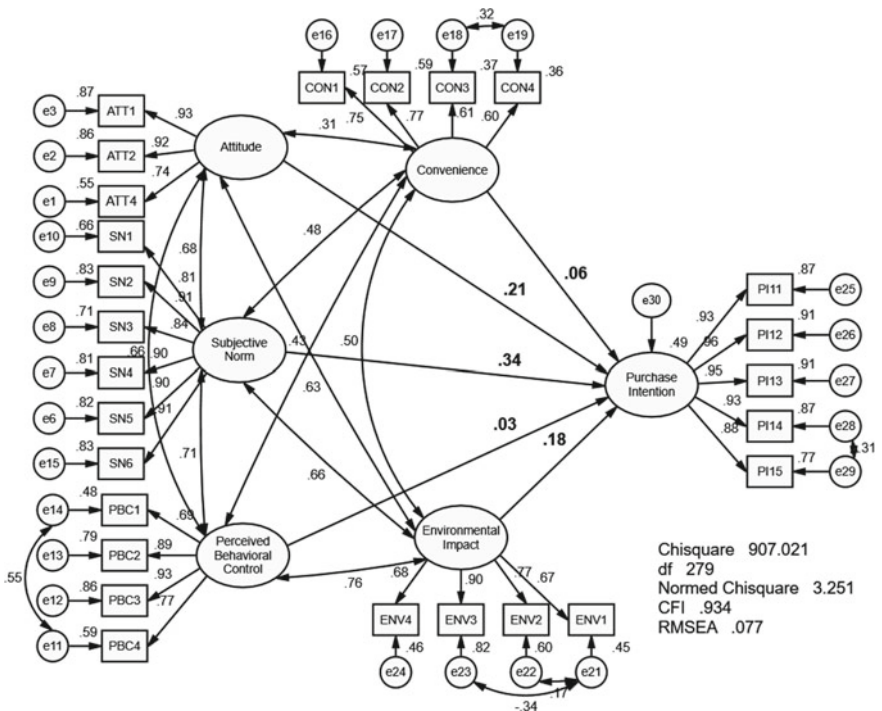 .32
e16 e17 e18 e19
.57 .59 .37 .36
CON1 CON2 CON3 CON4
.75 .77 .61 .60
.87
e3 ATT1 .93
.86
e2 ATT2 .92
.55
e1 ATT4 .74
Attitude
.31
Convenience
.66
e10 SN1
.83
e9 SN2
.71
e8 SN3
.81
e7 SN4
.82
e6 SN5
.83
e15 SN6
.68
.81
.91
.84
.90
.90
.91
.66
Subjective
Norm
.48
.43
.50
.63
.71
.66
.06
.21
.34
.03
.18
e30
.49
Purchase
Intention
.93
.96
.95
.93
.88
PI11 .87 e25
PI12 .91 e26
PI13 .91 e27
PI14 .87 e28
PI15 .77 e29
.31
.48
e14 PBC1 .69
.79
e13 PBC2 .89
.86
e12 PBC3 .93
.59
e11 PBC4 .77
.55
Perceived
Behavioral
Control
.76
Environmental
Impact
.68 .90 .77 .67
ENV4 ENV3 ENV2 ENV1
.46 .82 .60 .45
e24 e23 e22 e21
.17
-.34
Chisquare 907.021
df 279
Normed Chisquare 3.251
CFI .934
RMSEA .077